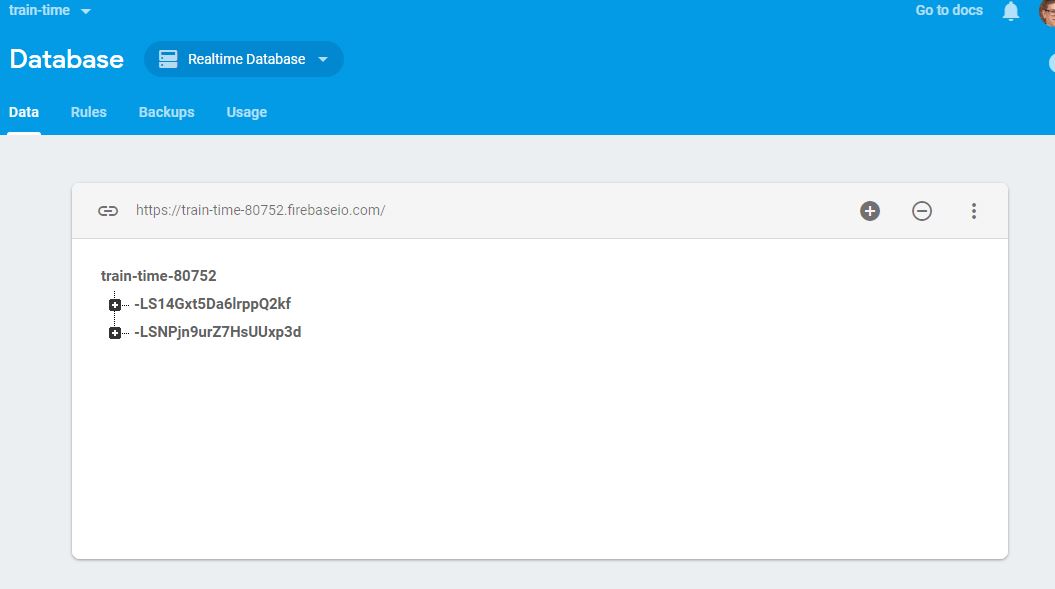 train-time
Go to docs
Database
Realtime Database
Data Rules Backups Usage
https://train-time-80752.firebaseio.com/
train-time-80752
-LS14Gxt5Da6lrppQ2kf
-LSNPjn9urZ7HsUUxp3d